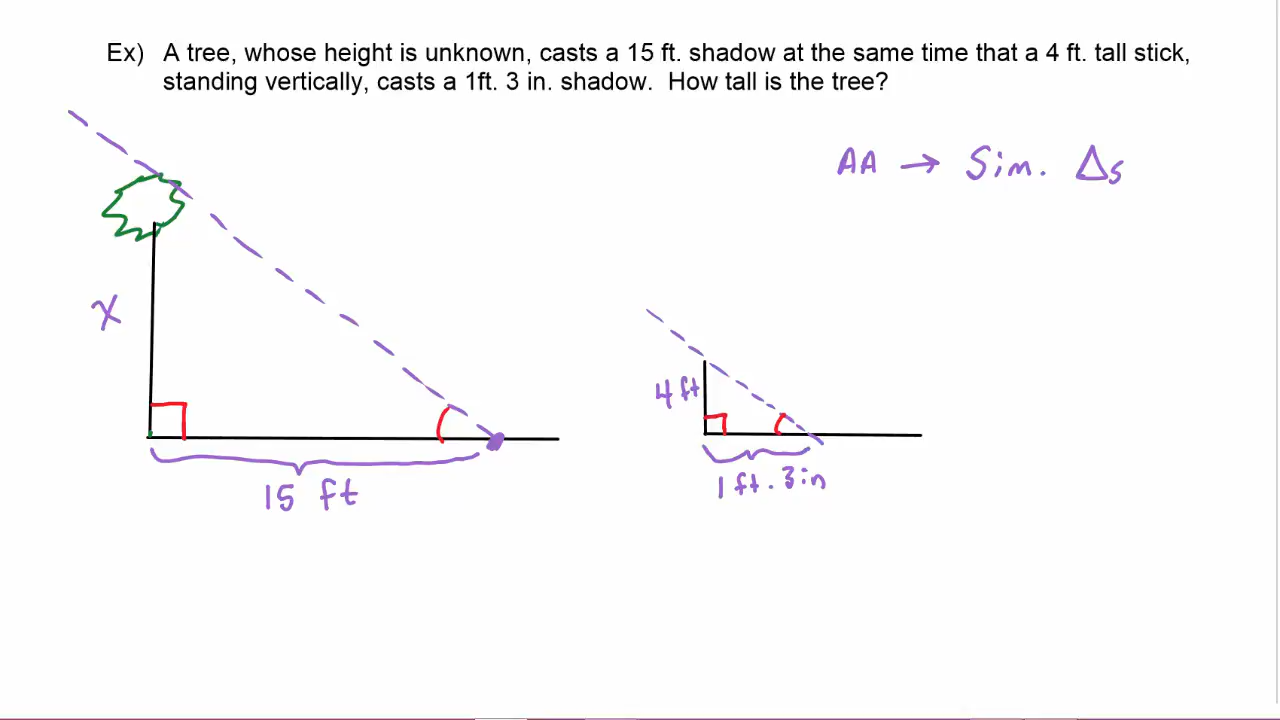 Ex) A tree, whose height is unknown, casts a 15 ft. shadow at the same time that a 4 ft. tall stick,
standing vertically, casts a 1ft. 3 in. shadow. How tall is the tree?
AA → Sim. Δs
x
4 ft
1 ft. 3 in
15 ft